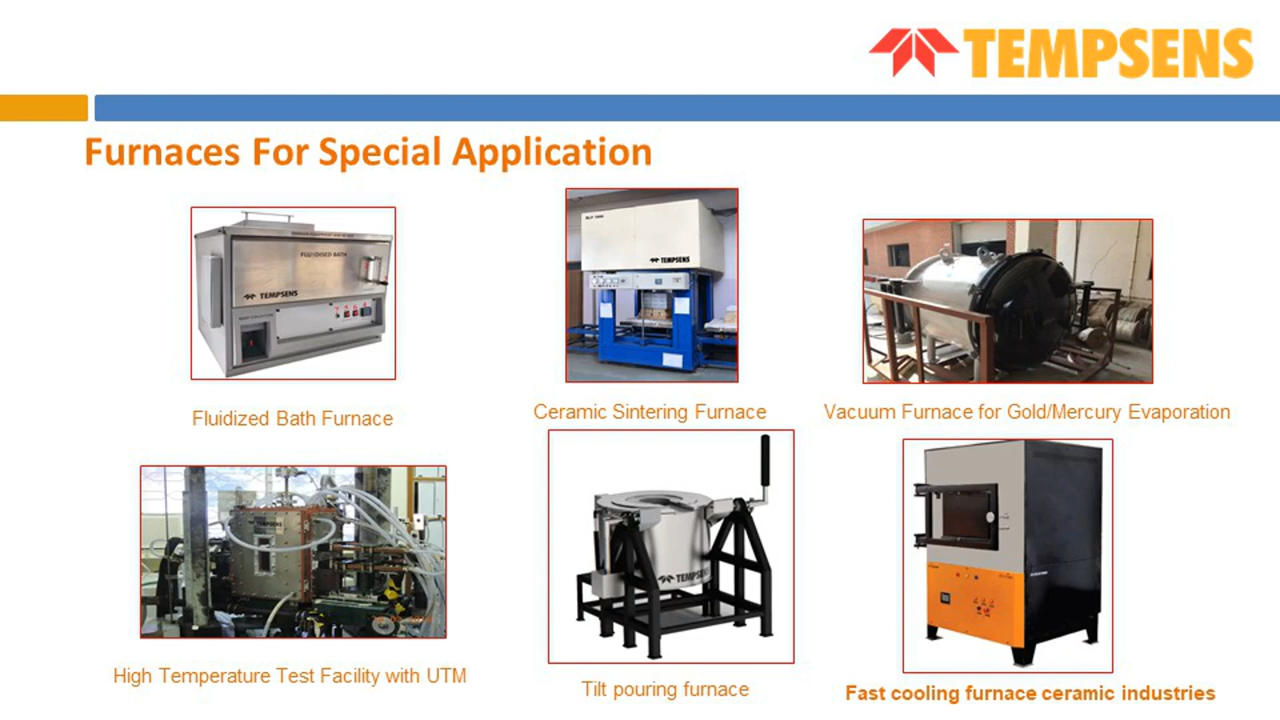 TEMPSENS
Furnaces For Special Application
FLUIDISED BATH
TEMPSENS
TEMPSENS
Fluidized Bath Furnace
Ceramic Sintering Furnace
Vacuum Furnace for Gold/Mercury Evaporation
TEMPSENS
TEMPSENS
High Temperature Test Facility with UTM
Tilt pouring furnace
Fast cooling furnace ceramic industries